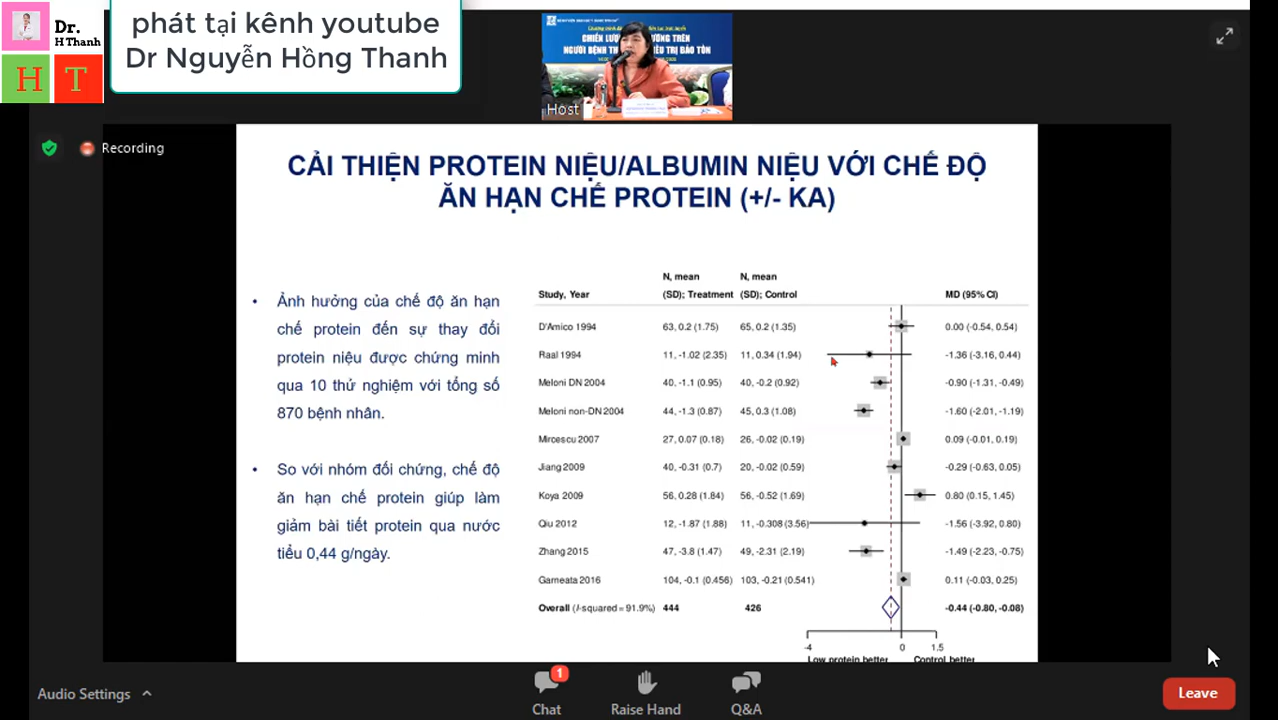 Dr.
H Thanh
H T
phát tại kênh youtube
Dr Nguyễn Hồng Thanh
CHIẾN LƯỢ
ƯỠNG TRÊN
NGƯỜI BỆNH TH
IỀU TRỊ BẢO TỒN
Host
Recording
CẢI THIỆN PROTEIN NIỆU/ALBUMIN NIỆU VỚI CHẾ ĐỘ
ĂN HẠN CHẾ PROTEIN (+/- KA)
• Ảnh hưởng của chế độ ăn hạn
chế protein đến sự thay đổi
protein niệu được chứng minh
qua 10 thử nghiệm với tổng số
870 bệnh nhân.
• So với nhóm đối chứng, chế độ
ăn hạn chế protein giúp làm
giảm bài tiết protein qua nước
tiểu 0,44 g/ngày.
N, mean N, mean
Study, Year (SD); Treatment (SD); Control MD (95% CI)
D'Amico 1994 63, 0.2 (1.75) 65, 0.2 (1.35) 0.00 (-0.54, 0.54)
Raal 1994 11, -1.02 (2.35) 11, 0.34 (1.94) -1.36 (-3.16, 0.44)
Meloni DN 2004 40, -1.1 (0.95) 40, -0.2 (0.92) -0.90 (-1.31, -0.49)
Meloni non-DN 2004 44, -1.3 (0.87) 45, 0.3 (1.08) -1.60 (-2.01, -1.19)
Mircescu 2007 27, 0.07 (0.18) 26, -0.02 (0.19) 0.09 (-0.01, 0.19)
Jiang 2009 40, -0.31 (0.7) 20, -0.02 (0.59) -0.29 (-0.63, 0.05)
Koya 2009 56, 0.28 (1.84) 56, -0.52 (1.69) 0.80 (0.15, 1.45)
Qiu 2012 12, -1.87 (1.88) 11, -0.308 (3.56) -1.56 (-3.92, 0.80)
Zhang 2015 47, -3.8 (1.47) 49, -2.31 (2.19) -1.49 (-2.23, -0.75)
Garneata 2016 104, -0.1 (0.456) 103, -0.21 (0.541) 0.11 (-0.03, 0.25)
Overall (I-squared = 91.9%) 444 426 -0.44 (-0.80, -0.08)
-4 0 1.5
Low protein better Control better
Audio Settings
1
Chat
Raise Hand
Q&A
Leave